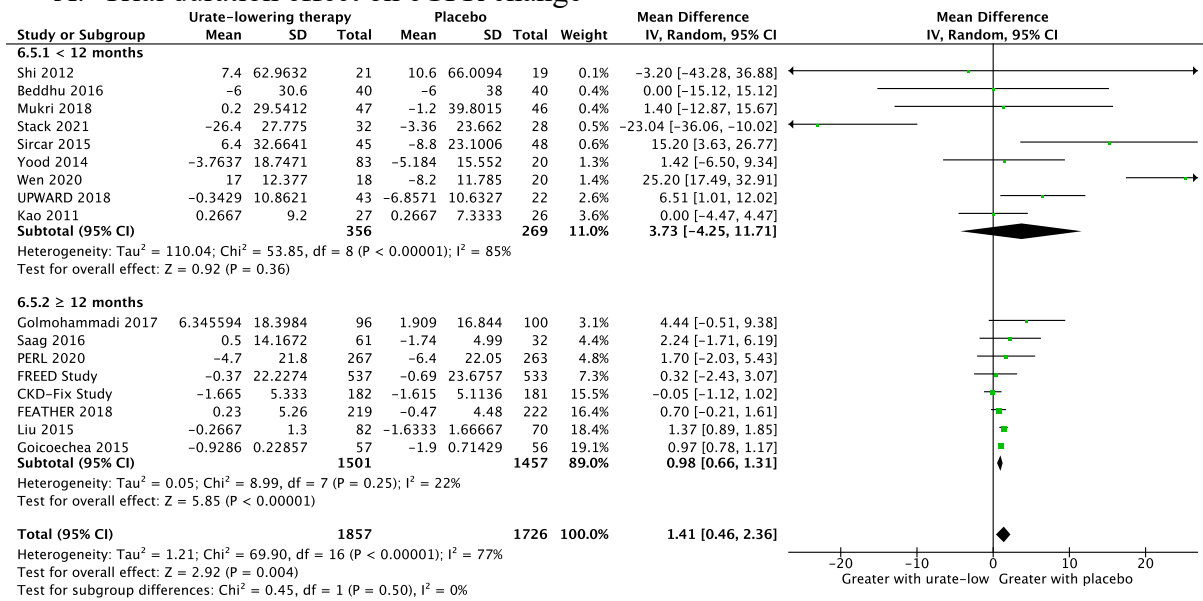 A. Trial duration effect on eGFR change
Urate-lowering therapy Placebo Mean Difference Mean Difference
Study or Subgroup Mean SD Total Mean SD Total Weight IV, Random, 95% CI IV, Random, 95% CI
6.5.1 < 12 months
Shi 2012 7.4 62.9632 21 10.6 66.0094 19 0.1% −3.20 [−43.28, 36.88]
Beddhu 2016 −6 30.6 40 −6 38 40 0.4% 0.00 [−15.12, 15.12]
Mukri 2018 0.2 29.5412 47 −1.2 39.8015 46 0.4% 1.40 [−12.87, 15.67]
Stack 2021 −26.4 27.775 32 −3.36 23.662 28 0.5% −23.04 [−36.06, −10.02]
Sircar 2015 6.4 32.6641 45 −8.8 23.1006 48 0.6% 15.20 [3.63, 26.77]
Yood 2014 −3.7637 18.7471 83 −5.184 15.552 20 1.3% 1.42 [−6.50, 9.34]
Wen 2020 17 12.377 18 −8.2 11.785 20 1.4% 25.20 [17.49, 32.91]
UPWARD 2018 −0.3429 10.8621 43 −6.8571 10.6327 22 2.6% 6.51 [1.01, 12.02]
Kao 2011 0.2667 9.2 27 0.2667 7.3333 26 3.6% 0.00 [−4.47, 4.47]
Subtotal (95% CI) 356 269 11.0% 3.73 [−4.25, 11.71]
Heterogeneity: Tau² = 110.04; Chi² = 53.85, df = 8 (P < 0.00001); I² = 85%
Test for overall effect: Z = 0.92 (P = 0.36)
6.5.2 ≥ 12 months
Golmohammadi 2017 6.345594 18.3984 96 1.909 16.844 100 3.1% 4.44 [−0.51, 9.38]
Saag 2016 0.5 14.1672 61 −1.74 4.99 32 4.4% 2.24 [−1.71, 6.19]
PERL 2020 −4.7 21.8 267 −6.4 22.05 263 4.8% 1.70 [−2.03, 5.43]
FREED Study −0.37 22.2274 537 −0.69 23.6757 533 7.3% 0.32 [−2.43, 3.07]
CKD-Fix Study −1.665 5.333 182 −1.615 5.1136 181 15.5% −0.05 [−1.12, 1.02]
FEATHER 2018 0.23 5.26 219 −0.47 4.48 222 16.4% 0.70 [−0.21, 1.61]
Liu 2015 −0.2667 1.3 82 −1.6333 1.66667 70 18.4% 1.37 [0.89, 1.85]
Goicoechea 2015 −0.9286 0.22857 57 −1.9 0.71429 56 19.1% 0.97 [0.78, 1.17]
Subtotal (95% CI) 1501 1457 89.0% 0.98 [0.66, 1.31]
Heterogeneity: Tau² = 0.05; Chi² = 8.99, df = 7 (P = 0.25); I² = 22%
Test for overall effect: Z = 5.85 (P < 0.00001)
Total (95% CI) 1857 1726 100.0% 1.41 [0.46, 2.36]
Heterogeneity: Tau² = 1.21; Chi² = 69.90, df = 16 (P < 0.00001); I² = 77%
Test for overall effect: Z = 2.92 (P = 0.004)
Test for subgroup differences: Chi² = 0.45, df = 1 (P = 0.50), I² = 0%
−20 −10 0 10 20
Greater with urate-low Greater with placebo